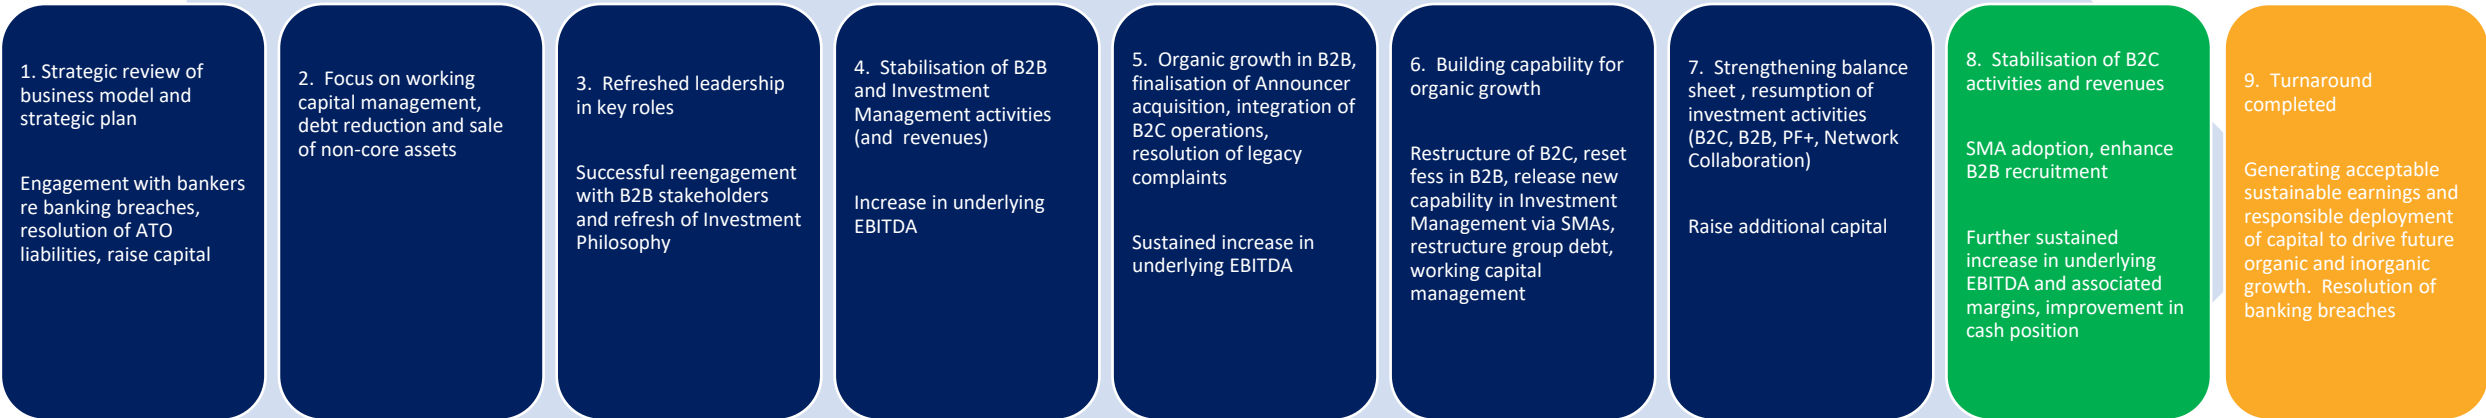 1. Strategic review of
business model and
strategic plan
Engagement with bankers
re banking breaches,
resolution of ATO
liabilities, raise capital
2.  Focus on working
capital management,
debt reduction and sale
of non-core assets
3.  Refreshed leadership
in key roles
Successful reengagement
with B2B stakeholders
and refresh of Investment
Philosophy
4.  Stabilisation of B2B
and Investment
Management activities
(and  revenues)
Increase in underlying
EBITDA
5.  Organic growth in B2B,
finalisation of Announcer
acquisition, integration of
B2C operations,
resolution of legacy
complaints
Sustained increase in
underlying EBITDA
6.  Building capability for
organic growth
Restructure of B2C, reset
fess in B2B, release new
capability in Investment
Management via SMAs,
restructure group debt,
working capital
management
7.  Strengthening balance
sheet , resumption of
investment activities
(B2C, B2B, PF+, Network
Collaboration)
Raise additional capital
8.  Stabilisation of B2C
activities and revenues
SMA adoption, enhance
B2B recruitment
Further sustained
increase in underlying
EBITDA and associated
margins, improvement in
cash position
9.  Turnaround
completed
Generating acceptable
sustainable earnings and
responsible deployment
of capital to drive future
organic and inorganic
growth.  Resolution of
banking breaches